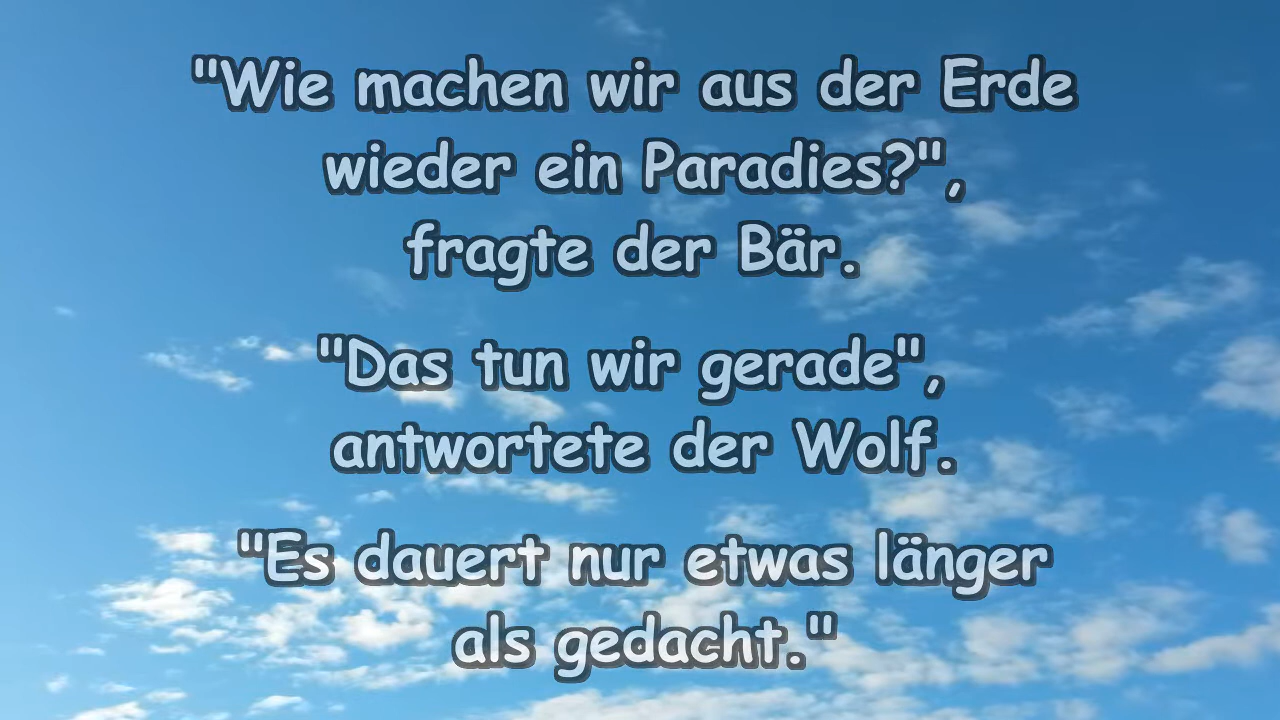 "Wie machen wir aus der Erde
wieder ein Paradies?",
fragte der Bär.
"Das tun wir gerade",
antwortete der Wolf.
"Es dauert nur etwas länger
als gedacht."